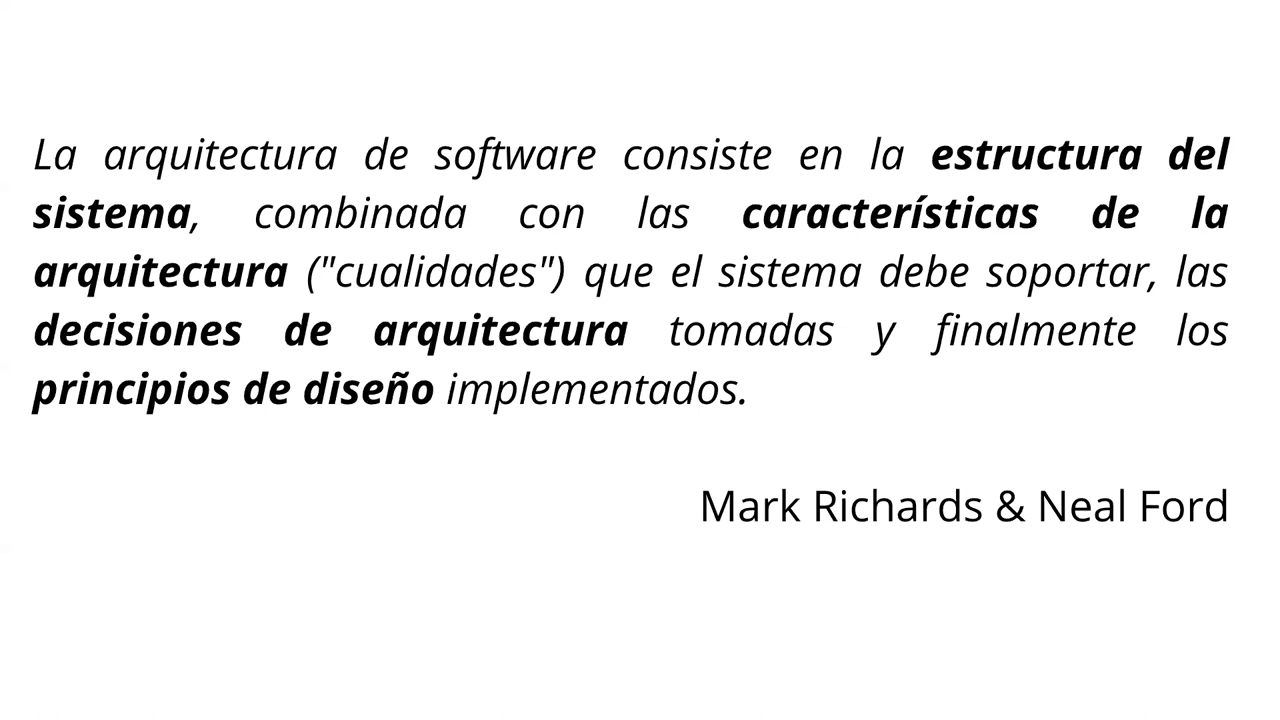 La arquitectura de software consiste en la estructura del
sistema, combinada con las características de la
arquitectura ("cualidades") que el sistema debe soportar, las
decisiones de arquitectura tomadas y finalmente los
principios de diseño implementados.
Mark Richards & Neal Ford